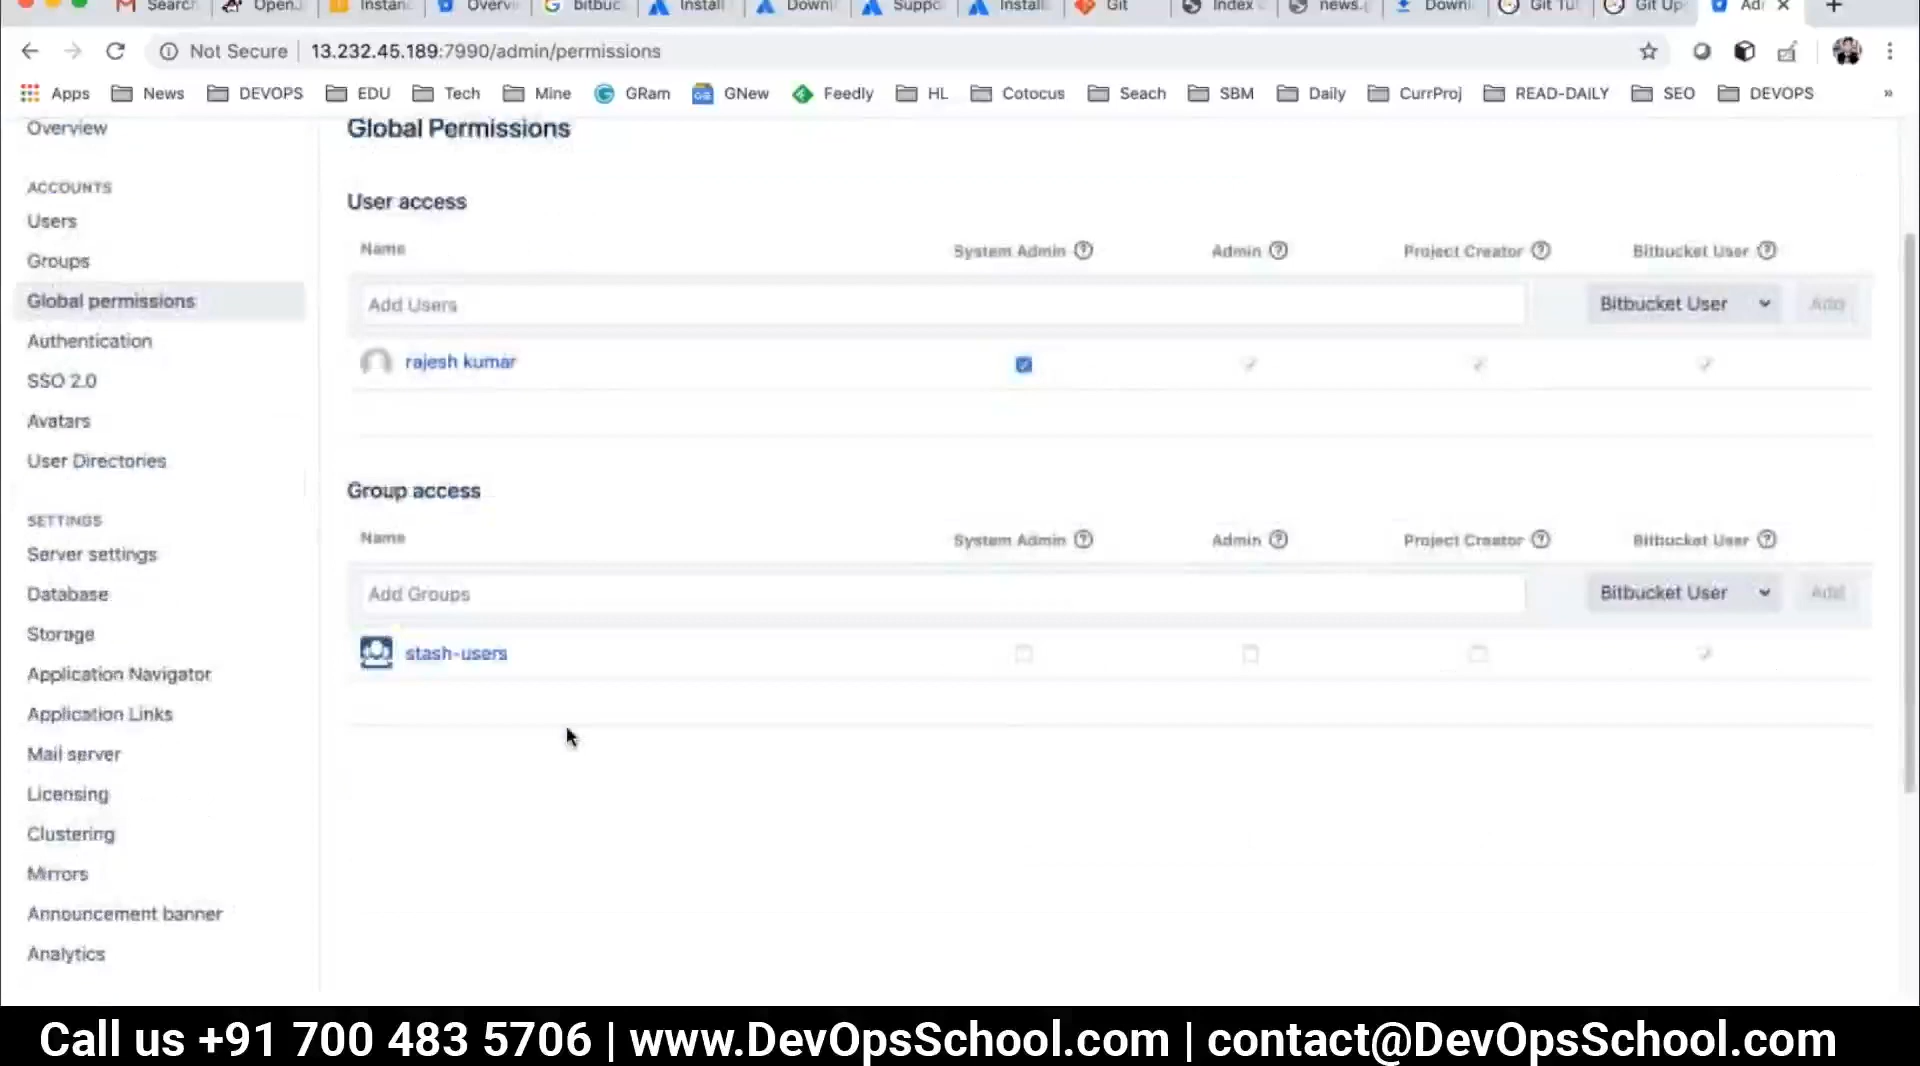 Search
Open.
Instanc
Overvi
bitbuc
Install
Downl
Suppo
Install
Git
Index
news.
Downl
Git Tu
Git Up
Adr
Not Secure
13.232.45.189:7990/admin/permissions
Apps
News
DEVOPS
EDU
Tech
Mine
GRam
GNew
Feedly
HL
Cotocus
Seach
SBM
Daily
CurrProj
READ-DAILY
SEO
DEVOPS
»
Overview
ACCOUNTS
Users
Groups
Global permissions
Authentication
SSO 2.0
Avatars
User Directories
SETTINGS
Server settings
Database
Storage
Application Navigator
Application Links
Mail server
Licensing
Clustering
Mirrors
Announcement banner
Analytics
Global Permissions
User access
Name System Admin Admin Project Creator Bitbucket User
Add Users Bitbucket User Add
rajesh kumar
Group access
Name System Admin Admin Project Creator Bitbucket User
Add Groups Bitbucket User Add
stash-users
Call us +91 700 483 5706 | www.DevOpsSchool.com | contact@DevOpsSchool.com